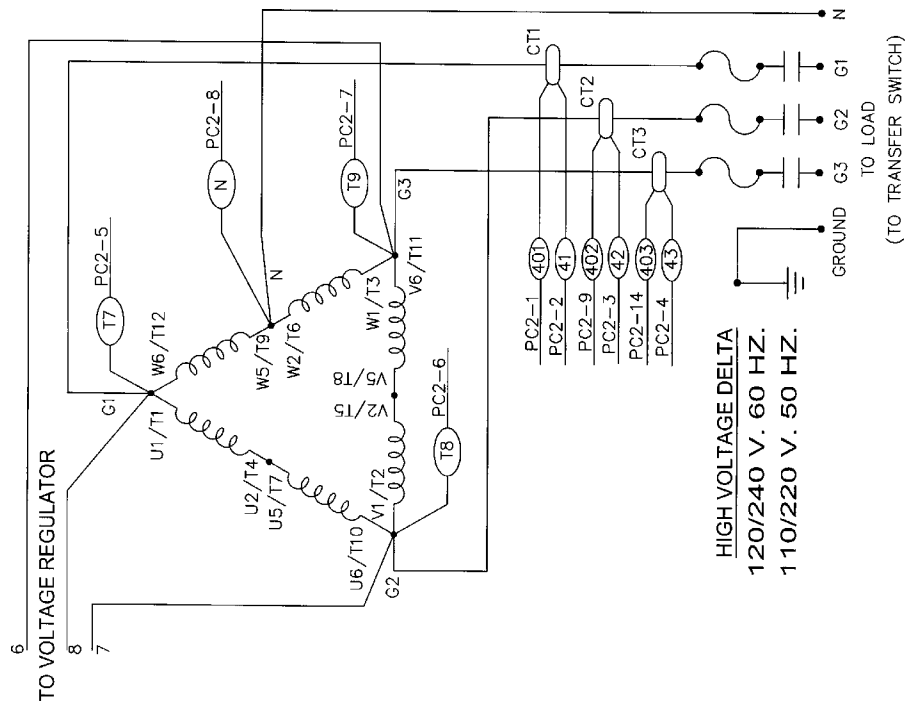 6
TO VOLTAGE REGULATOR
8
7
G1
T7
PC2-5
N
PC2-8
T9
PC2-7
U1/T1
W6/T12
N
W5/T9
W2/T6
U2/T4
U5/T7
W1/T3
V6/T11
G3
U6/T10
V1/T2
V2/T5
V5/T8
G2
T8
PC2-6
CT1
CT2
CT3
PC2-1
401
PC2-2
41
PC2-9
402
PC2-3
42
PC2-14
403
PC2-4
43
N
G1
G2
G3
GROUND
TO LOAD
(TO TRANSFER SWITCH)
HIGH VOLTAGE DELTA
120/240 V. 60 HZ.
110/220 V. 50 HZ.